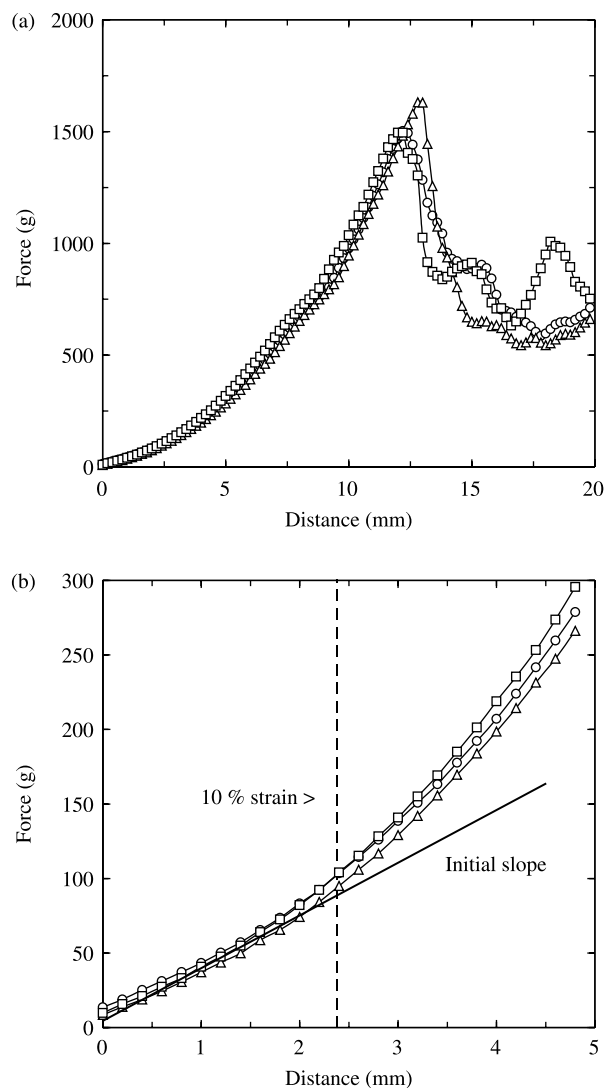 (a)
2000
1500
1000
500
0
Force (g)
0 5 10 15 20
Distance (mm)
(b)
300
250
200
150
100
50
0
Force (g)
10 % strain >
Initial slope
0 1 2 3 4 5
Distance (mm)